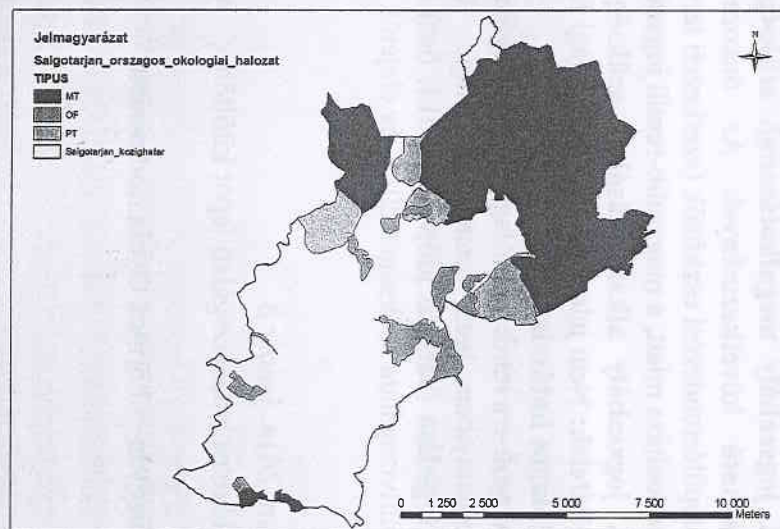 Jelmagyarázat
Salgotarjan_orszagos_okologiai_halozat
TIPUS
MT
OF
PT
Salgotarjan_kozighatar
N
0 1 250 2 500 5 000 7 500 10 000
Meters